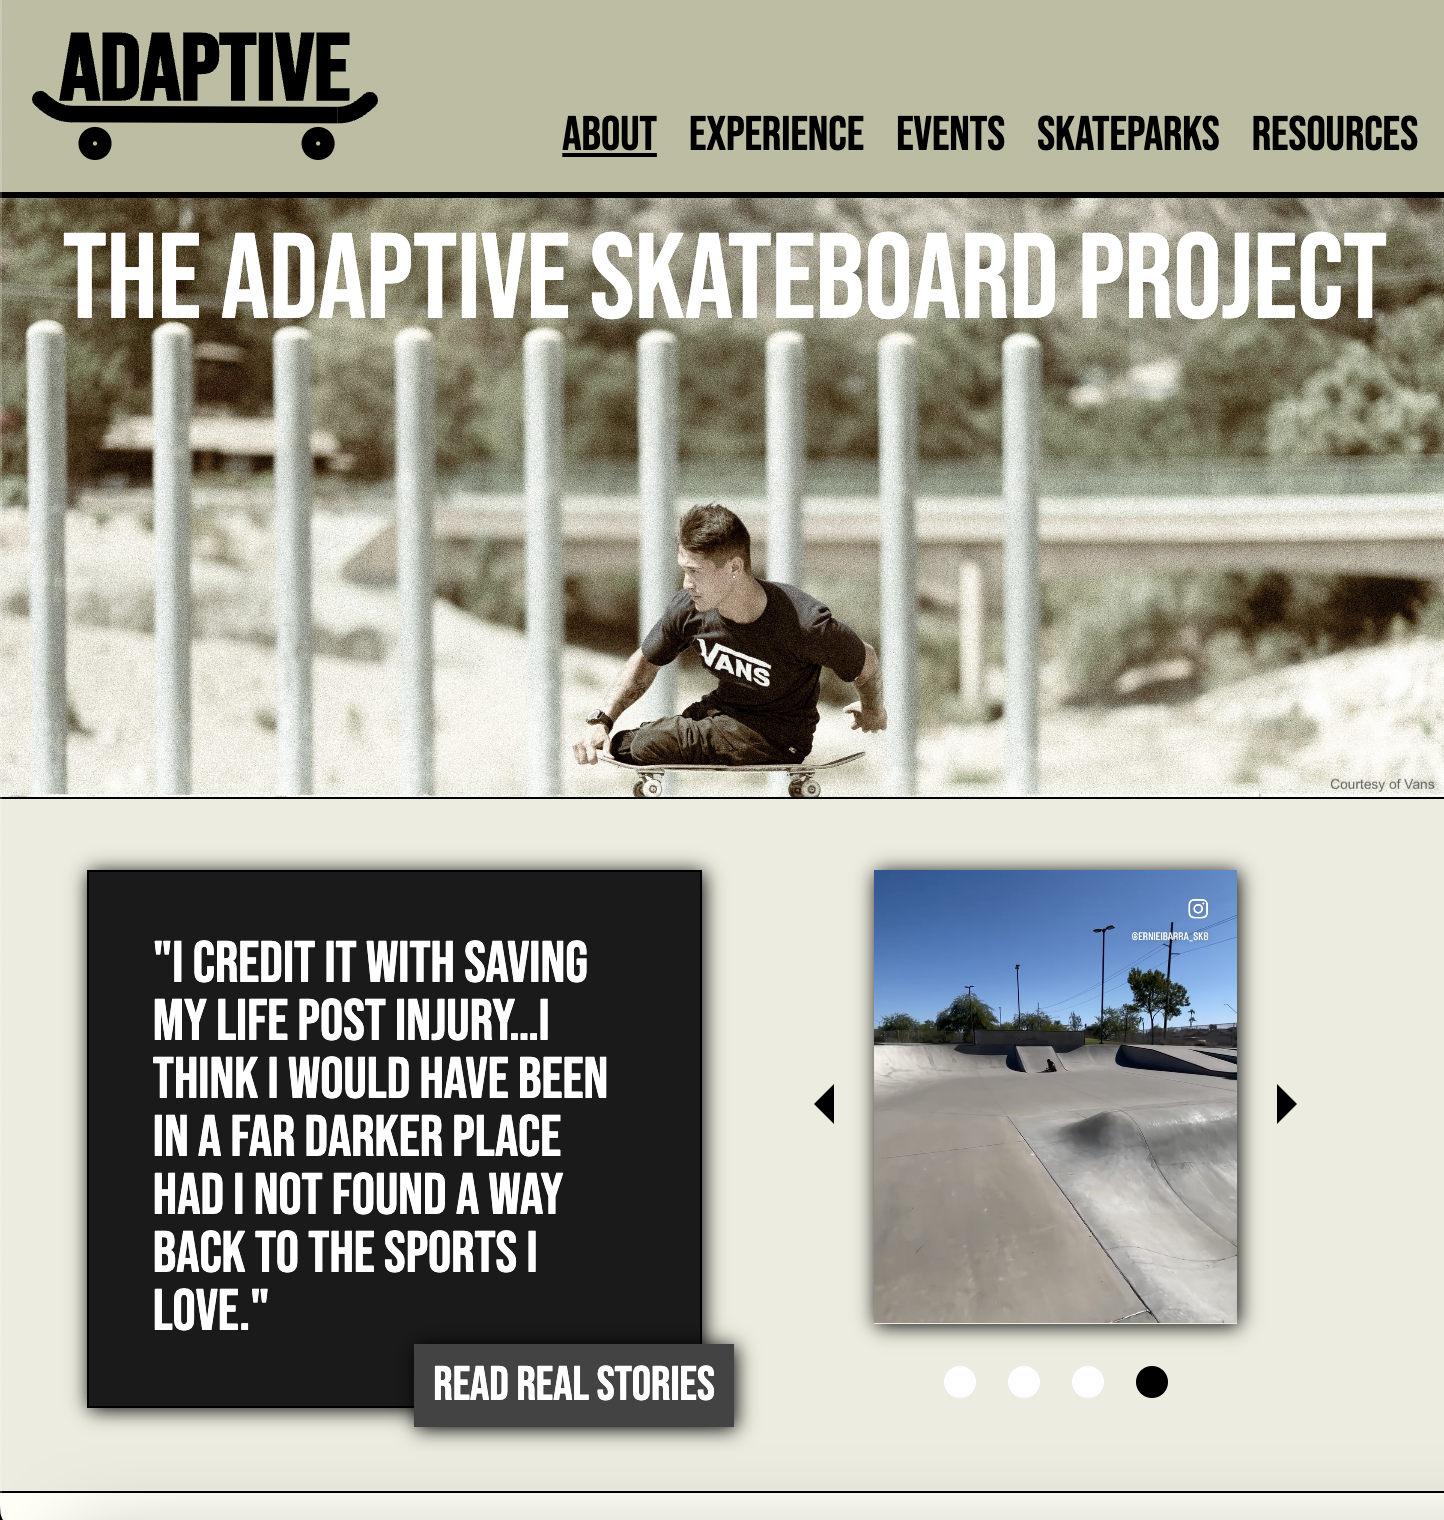 ADAPTIVE
ABOUT EXPERIENCE EVENTS SKATEPARKS RESOURCES
THE ADAPTIVE SKATEBOARD PROJECT
VANS
Courtesy of Vans
"I CREDIT IT WITH SAVING
MY LIFE POST INJURY...I
THINK I WOULD HAVE BEEN
IN A FAR DARKER PLACE
HAD I NOT FOUND A WAY
BACK TO THE SPORTS I
LOVE."
READ REAL STORIES
@ERNIEIBARRA_SK8